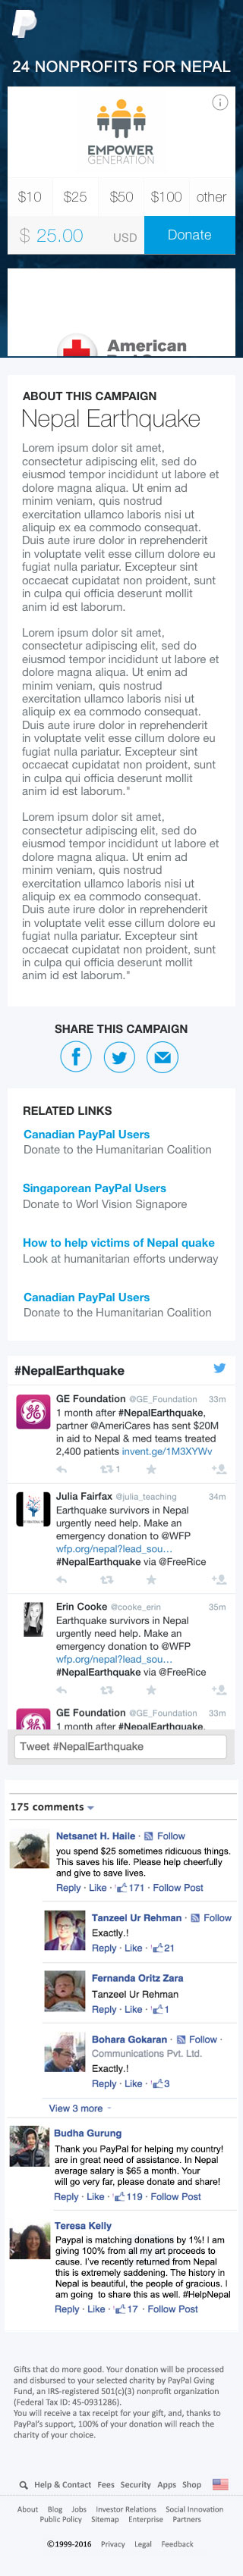 24 NONPROFITS FOR NEPAL
EMPOWER
GENERATION
$10 $25 $50 $100 other
$ 25.00 USD Donate
American
ABOUT THIS CAMPAIGN
Nepal Earthquake
Lorem ipsum dolor sit amet,
consectetur adipiscing elit, sed do
eiusmod tempor incididunt ut labore et
dolore magna aliqua. Ut enim ad
minim veniam, quis nostrud
exercitation ullamco laboris nisi ut
aliquip ex ea commodo consequat.
Duis aute irure dolor in reprehenderit
in voluptate velit esse cillum dolore eu
fugiat nulla pariatur. Excepteur sint
occaecat cupidatat non proident, sunt
in culpa qui officia deserunt mollit
anim id est laborum.
Lorem ipsum dolor sit amet,
consectetur adipiscing elit, sed do
eiusmod tempor incididunt ut labore et
dolore magna aliqua. Ut enim ad
minim veniam, quis nostrud
exercitation ullamco laboris nisi ut
aliquip ex ea commodo consequat.
Duis aute irure dolor in reprehenderit
in voluptate velit esse cillum dolore eu
fugiat nulla pariatur. Excepteur sint
occaecat cupidatat non proident, sunt
in culpa qui officia deserunt mollit
anim id est laborum."
Lorem ipsum dolor sit amet,
consectetur adipiscing elit, sed do
eiusmod tempor incididunt ut labore et
dolore magna aliqua. Ut enim ad
minim veniam, quis nostrud
exercitation ullamco laboris nisi ut
aliquip ex ea commodo consequat.
Duis aute irure dolor in reprehenderit
in voluptate velit esse cillum dolore eu
fugiat nulla pariatur. Excepteur sint
occaecat cupidatat non proident, sunt
in culpa qui officia deserunt mollit
anim id est laborum."
SHARE THIS CAMPAIGN
RELATED LINKS
Canadian PayPal Users
Donate to the Humanitarian Coalition
Singaporean PayPal Users
Donate to Worl Vision Signapore
How to help victims of Nepal quake
Look at humanitarian efforts underway
Canadian PayPal Users
Donate to the Humanitarian Coalition
#NepalEarthquake
GE Foundation @GE_Foundation 33m
1 month after #NepalEarthquake,
partner @AmeriCares has sent $20M
in aid to Nepal & med teams treated
2,400 patients invent.ge/1M3XYWv
1
Julia Fairfax @julia_teaching 34m
Earthquake survivors in Nepal
urgently need help. Make an
emergency donation to @WFP
wfp.org/nepal?lead_sou...
#NepalEarthquake via @FreeRice
Erin Cooke @cooke_erin 35m
Earthquake survivors in Nepal
urgently need help. Make an
emergency donation to @WFP
wfp.org/nepal?lead_sou...
#NepalEarthquake via @FreeRice
GE Foundation @GE_Foundation 33m
1 month after #NepalEarthquake,
Tweet #NepalEarthquake
175 comments
Netsanet H. Haile · Follow
you spend $25 sometimes ridicuous things.
This saves his life. Please help cheerfully
and give to save lives.
Reply · Like · 171 · Follow Post
Tanzeel Ur Rehman · Follow
Exactly.!
Reply · Like · 21
Fernanda Oritz Zara
Tanzeel Ur Rehman
Reply · Like · 1
Bohara Gokaran · Follow ·
Communications Pvt. Ltd.
Exactly.!
Reply · Like · 3
View 3 more
Budha Gurung
Thank you PayPal for helping my country!
are in great need of assistance. In Nepal
average salary is $65 a month. Your
will go very far, please donate and share!
Reply · Like · 119 · Follow Post
Teresa Kelly
Paypal is matching donations by 1%! I am
giving 100% from all my art proceeds to
cause. I've recently returned from Nepal
this is extremely saddening. The history in
Nepal is beautiful, the people of gracious. I
am going to share this as well. #HelpNepal
Reply · Like · 17 · Follow Post
Gifts that do more good. Your donation will be processed
and disbursed to your selected charity by PayPal Gving
Fund, an IRS-registered 501(c)(3) nonprofit organization
(Federal Tax ID: 45-0931286).
You will receive a tax receipt for your gift, and, thanks to
PayPal's support, 100% of your donation will reach the
charity of your choice.
Help & Contact Fees Security Apps Shop
About Blog Jobs Investor Relations Social Innovation
Public Policy Sitemap Enterprise Partners
©1999-2016 Privacy Legal Feedback